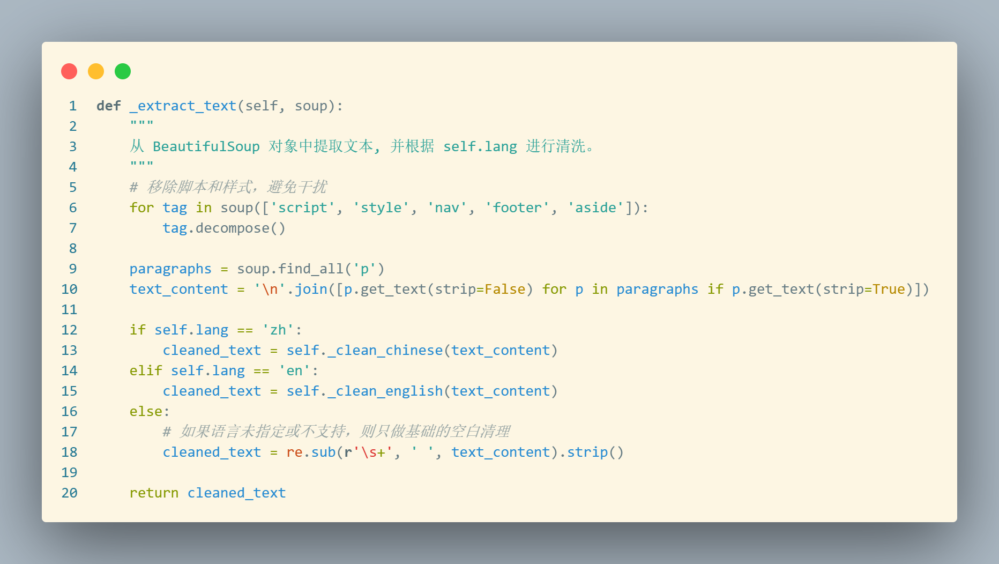 1 def _extract_text(self, soup):
2     """
3     从 BeautifulSoup 对象中提取文本, 并根据 self.lang 进行清洗。
4     """
5     # 移除脚本和样式，避免干扰
6     for tag in soup(['script', 'style', 'nav', 'footer', 'aside']):
7         tag.decompose()
8
9     paragraphs = soup.find_all('p')
10     text_content = '\n'.join([p.get_text(strip=False) for p in paragraphs if p.get_text(strip=True)])
11
12     if self.lang == 'zh':
13         cleaned_text = self._clean_chinese(text_content)
14     elif self.lang == 'en':
15         cleaned_text = self._clean_english(text_content)
16     else:
17         # 如果语言未指定或不支持，则只做基础的空白清理
18         cleaned_text = re.sub(r'\s+', ' ', text_content).strip()
19
20     return cleaned_text